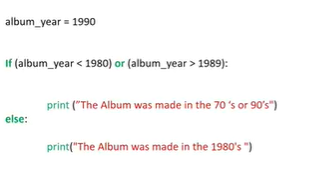 album_year = 1990
If (album_year < 1980) or (album_year > 1989):
print ("The Album was made in the 70 's or 90's")
else:
print("The Album was made in the 1980's ")